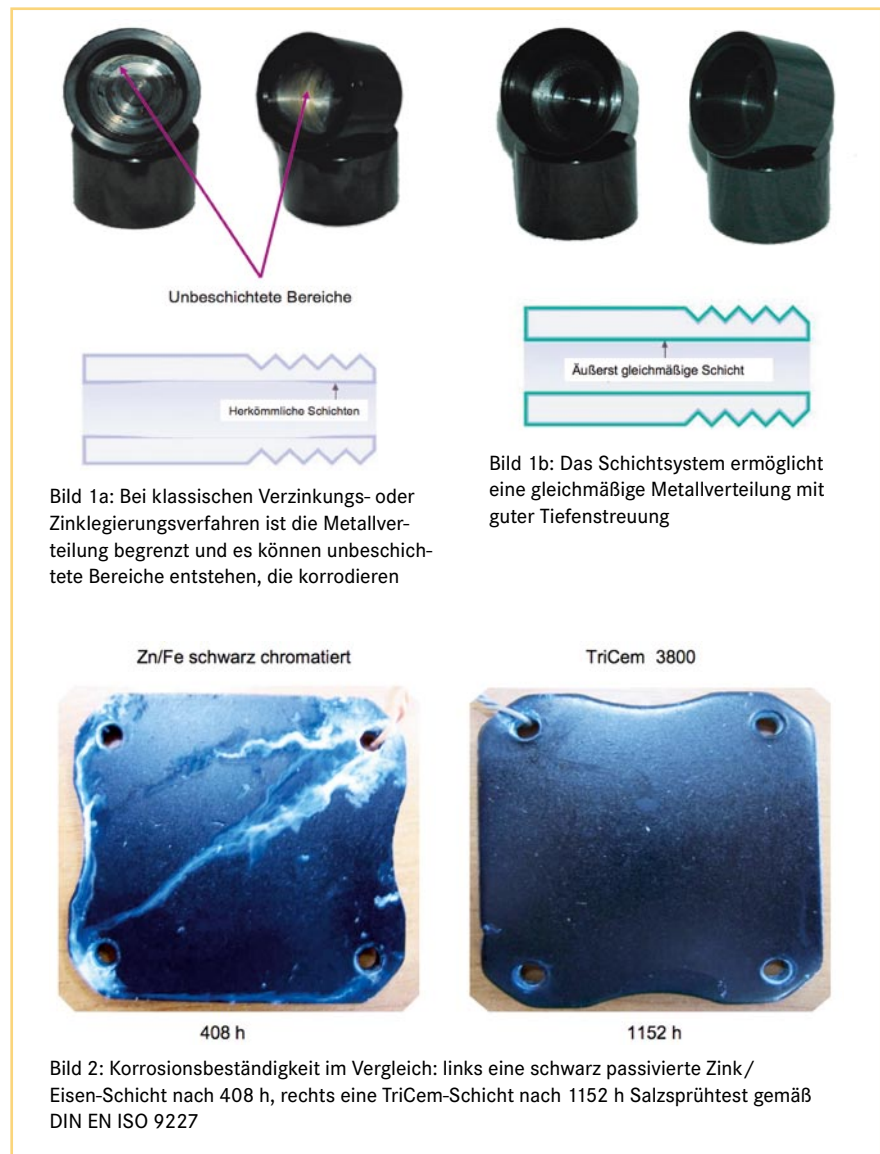 Unbeschichtete Bereiche
Herkömmliche Schichten
Bild 1a: Bei klassischen Verzinkungs- oder
Zinklegierungsverfahren ist die Metallver-
teilung begrenzt und es können unbeschich-
tete Bereiche entstehen, die korrodieren
Äußerst gleichmäßige Schicht
Bild 1b: Das Schichtsystem ermöglicht
eine gleichmäßige Metallverteilung mit
guter Tiefenstreuung
Zn/Fe schwarz chromatiert
TriCem 3800
408 h
1152 h
Bild 2: Korrosionsbeständigkeit im Vergleich: links eine schwarz passivierte Zink/
Eisen-Schicht nach 408 h, rechts eine TriCem-Schicht nach 1152 h Salzsprühtest gemäß
DIN EN ISO 9227